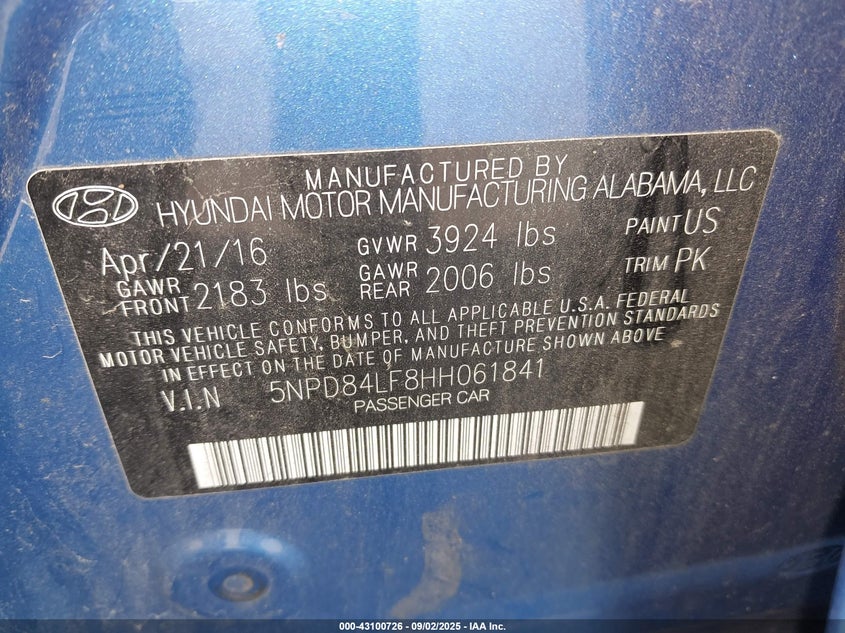 MANUFACTURED BY
HYUNDAI MOTOR MANUFACTURING ALABAMA, LLC
Apr/21/16 GVWR 3924 lbs PAINT US
GAWR FRONT 2183 lbs GAWR REAR 2006 lbs TRIM PK
THIS VEHICLE CONFORMS TO ALL APPLICABLE U.S.A. FEDERAL
MOTOR VEHICLE SAFETY, BUMPER, AND THEFT PREVENTION STANDARDS
IN EFFECT ON THE DATE OF MANUFACTURE SHOWN ABOVE
V.I.N 5NPD84LF8HH061841
PASSENGER CAR
000-43100726 - 09/02/2025 - IAA Inc.